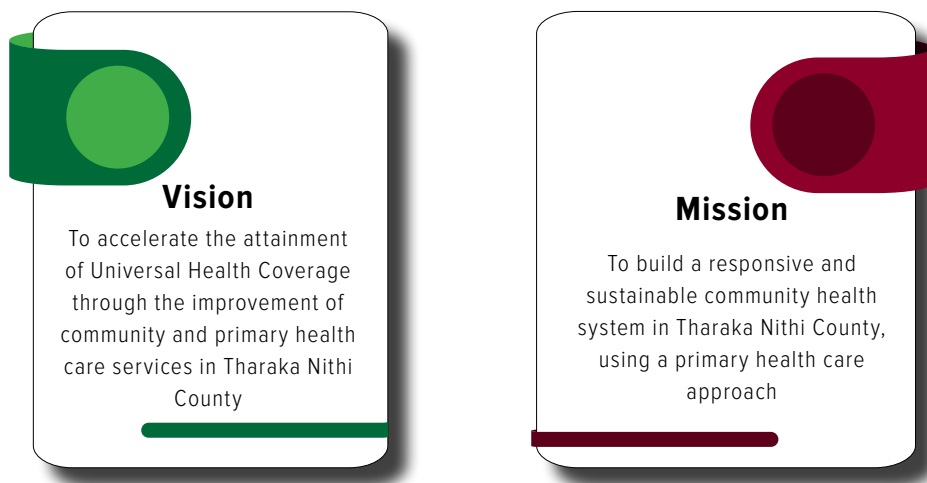 Vision
To accelerate the attainment
of Universal Health Coverage
through the improvement of
community and primary health
care services in Tharaka Nithi
County
Mission
To build a responsive and
sustainable community health
system in Tharaka Nithi County,
using a primary health care
approach